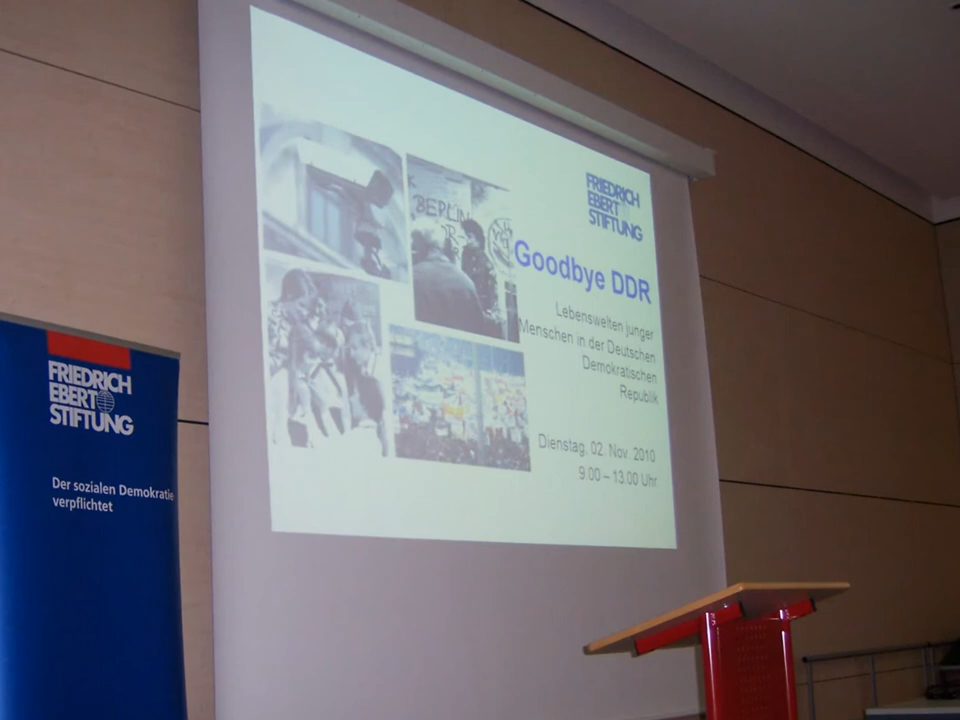 FRIEDRICH
EBERT
STIFTUNG
Der sozialen Demokratie
verpflichtet
BERLIN
FRIEDRICH
EBERT
STIFTUNG
Goodbye DDR
Lebenswelten junger
Menschen in der Deutschen
Demokratischen
Republik
Dienstag, 02. Nov. 2010
9.00 – 13.00 Uhr